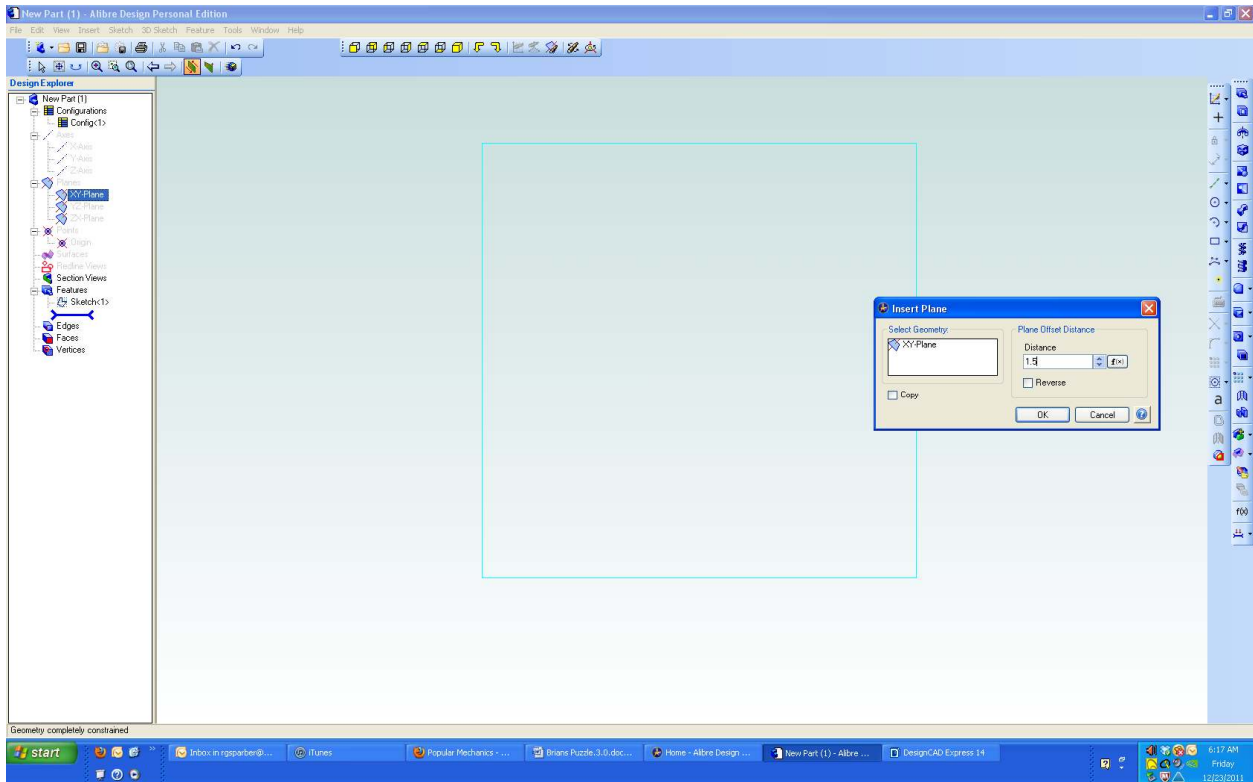 New Part (1) - Alibre Design Personal Edition
File Edit View Insert Sketch 3D Sketch Feature Tools Window Help
Design Explorer
New Part (1)
Configurations
Config<1>
Axes
X-Axis
Y-Axis
Z-Axis
Planes
XY-Plane
YZ-Plane
ZX-Plane
Points
Origin
Surfaces
Redline Views
Section Views
Features
Sketch<1>
Edges
Faces
Vertices
Insert Plane
Select Geometry:
XY-Plane
Copy
Plane Offset Distance
Distance
1.5
f(x)
Reverse
OK Cancel
a
f(x)
Geometry completely constrained
start
Inbox in rgsparber@...
iTunes
Popular Mechanics - ...
Brians Puzzle.3.0.doc...
Home - Alibre Design ...
New Part (1) - Alibre ...
DesignCAD Express 14
6:17 AM
Friday
12/23/2011